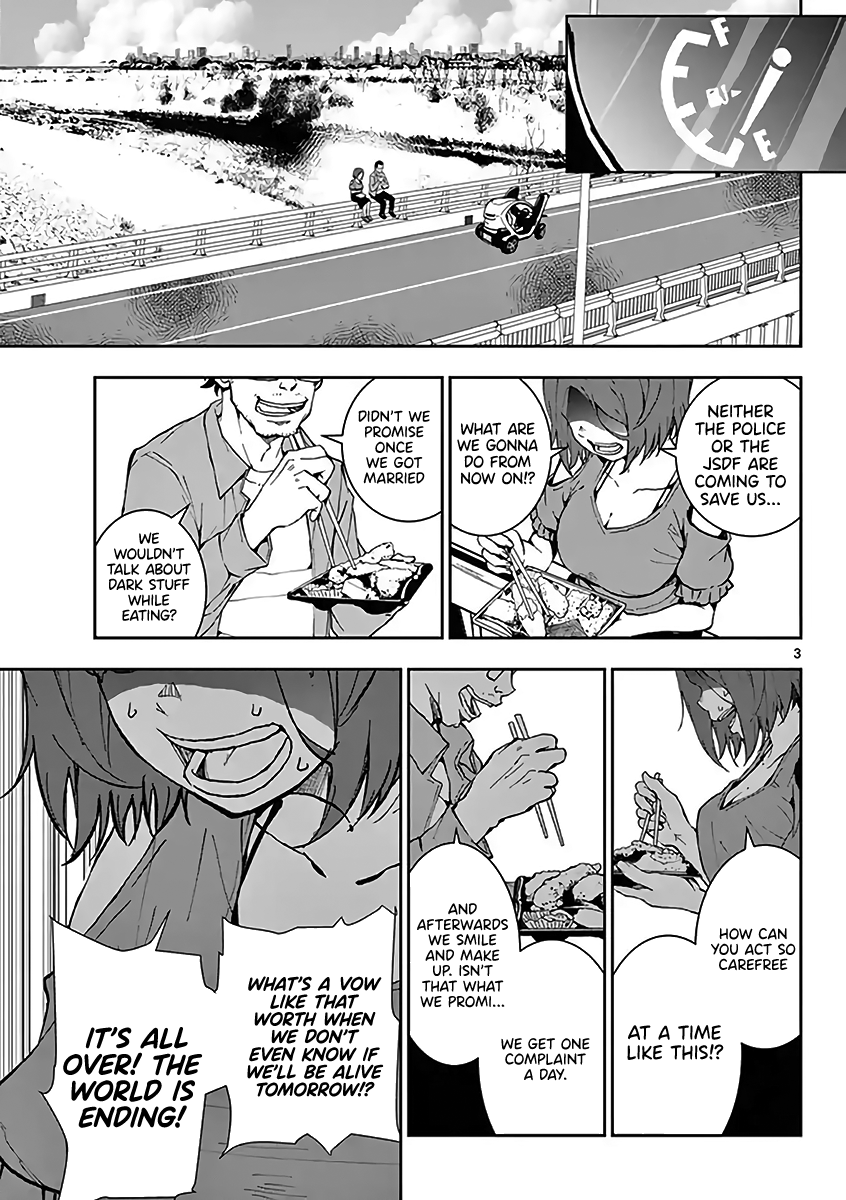 F
E
NEITHER
THE POLICE
OR THE
JSDF ARE
COMING TO
SAVE US...
WHAT ARE
WE GONNA
DO FROM
NOW ON!?
DIDN'T WE
PROMISE
ONCE
WE GOT
MARRIED
WE
WOULDN'T
TALK ABOUT
DARK STUFF
WHILE
EATING?
3
HOW CAN
YOU ACT SO
CAREFREE
AT A TIME
LIKE THIS!?
WE GET ONE
COMPLAINT
A DAY.
AND
AFTERWARDS
WE SMILE
AND MAKE
UP. ISN'T
THAT WHAT
WE PROMI...
WHAT'S A VOW
LIKE THAT
WORTH WHEN
WE DON'T
EVEN KNOW IF
WE'LL BE ALIVE
TOMORROW!?
IT'S ALL
OVER! THE
WORLD IS
ENDING!